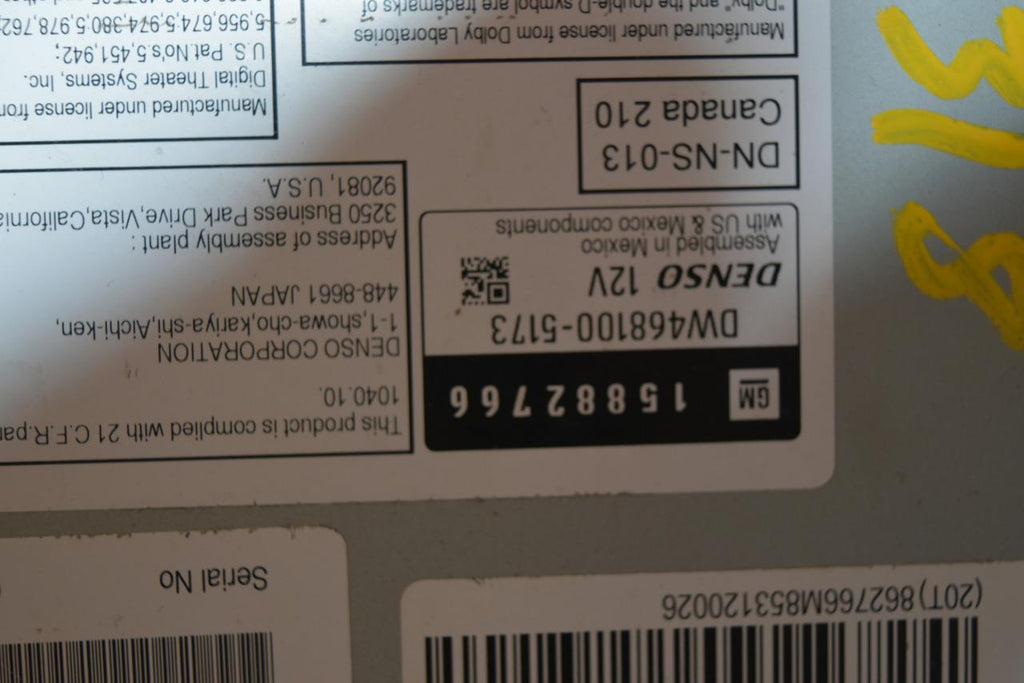 (20T)862766M853120026
Serial No
This product is complied with 21 C.F.R.par
1040.10.
DENSO CORPORATION
1-1,showa-cho,kariya-shi,Aichi-ken,
448-8661 JAPAN
Address of assembly plant :
3250 Business Park Drive,Vista,California
92081, U.S.A.
GM 15882766
DW468100-5173
DENSO 12V
Assembled in Mexico
with US & Mexico components
DN-NS-013
Canada 210
Manufactured under license from
Digital Theater Systems, Inc.
U.S. Pat.No's.5,451,942;
5,956,674;5,974,380;5,978,762
Manufactured under license from Dolby Laboratories
"Dolby" and the double-D symbol are trademarks of